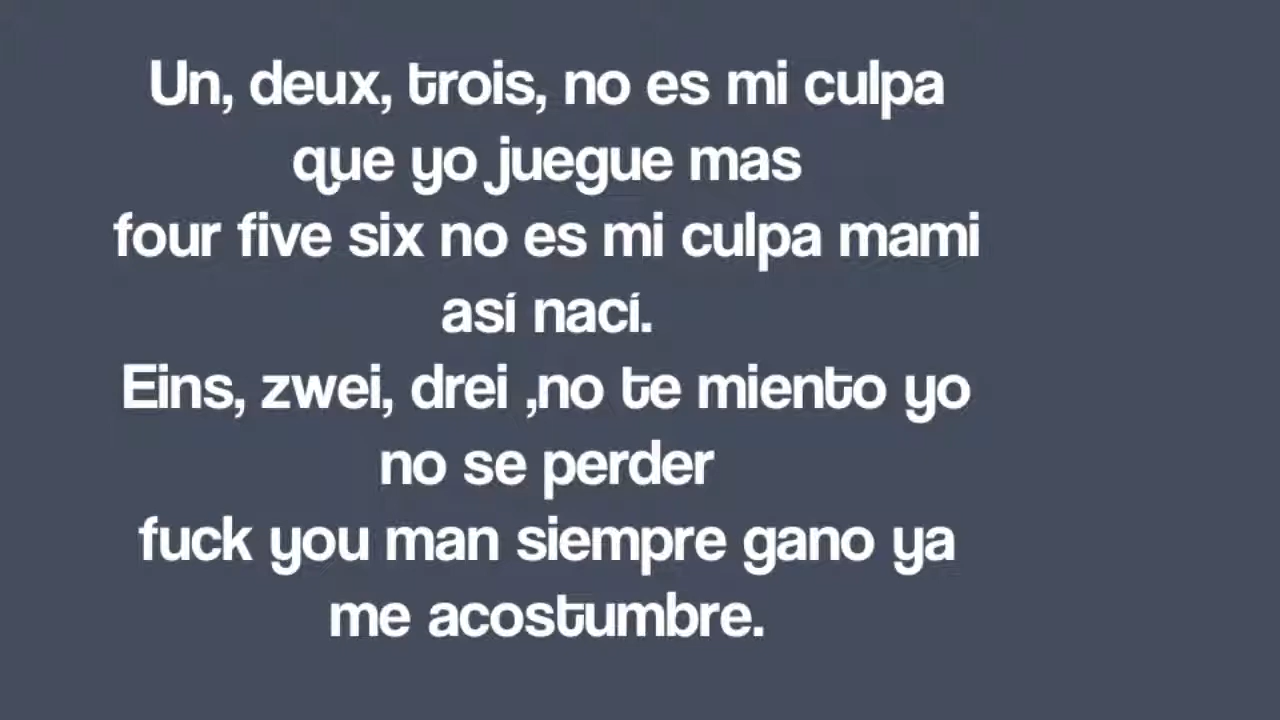 Un, deux, trois, no es mi culpa
que yo juegue mas
four five six no es mi culpa mami
así nací.
Eins, zwei, drei ,no te miento yo
no se perder
fuck you man siempre gano ya
me acostumbre.